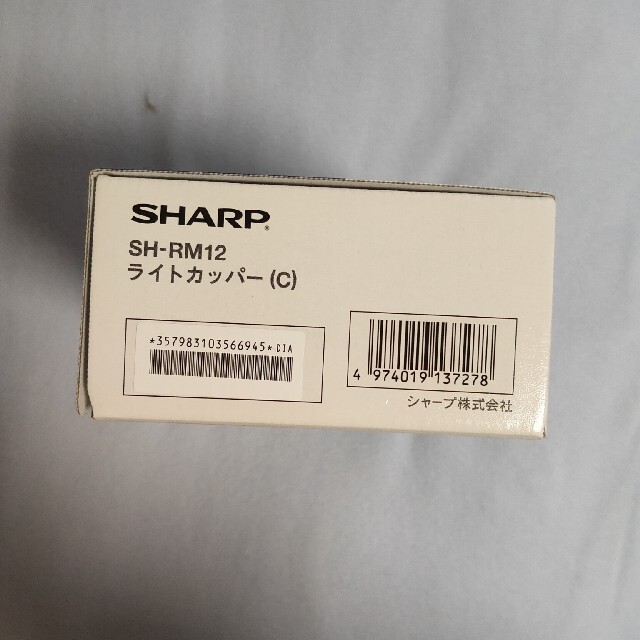 SHARP®
SH-RM12
ライトカッパー(C)
*357983103566945*DIA
4 974019 137278
シャープ株式会社